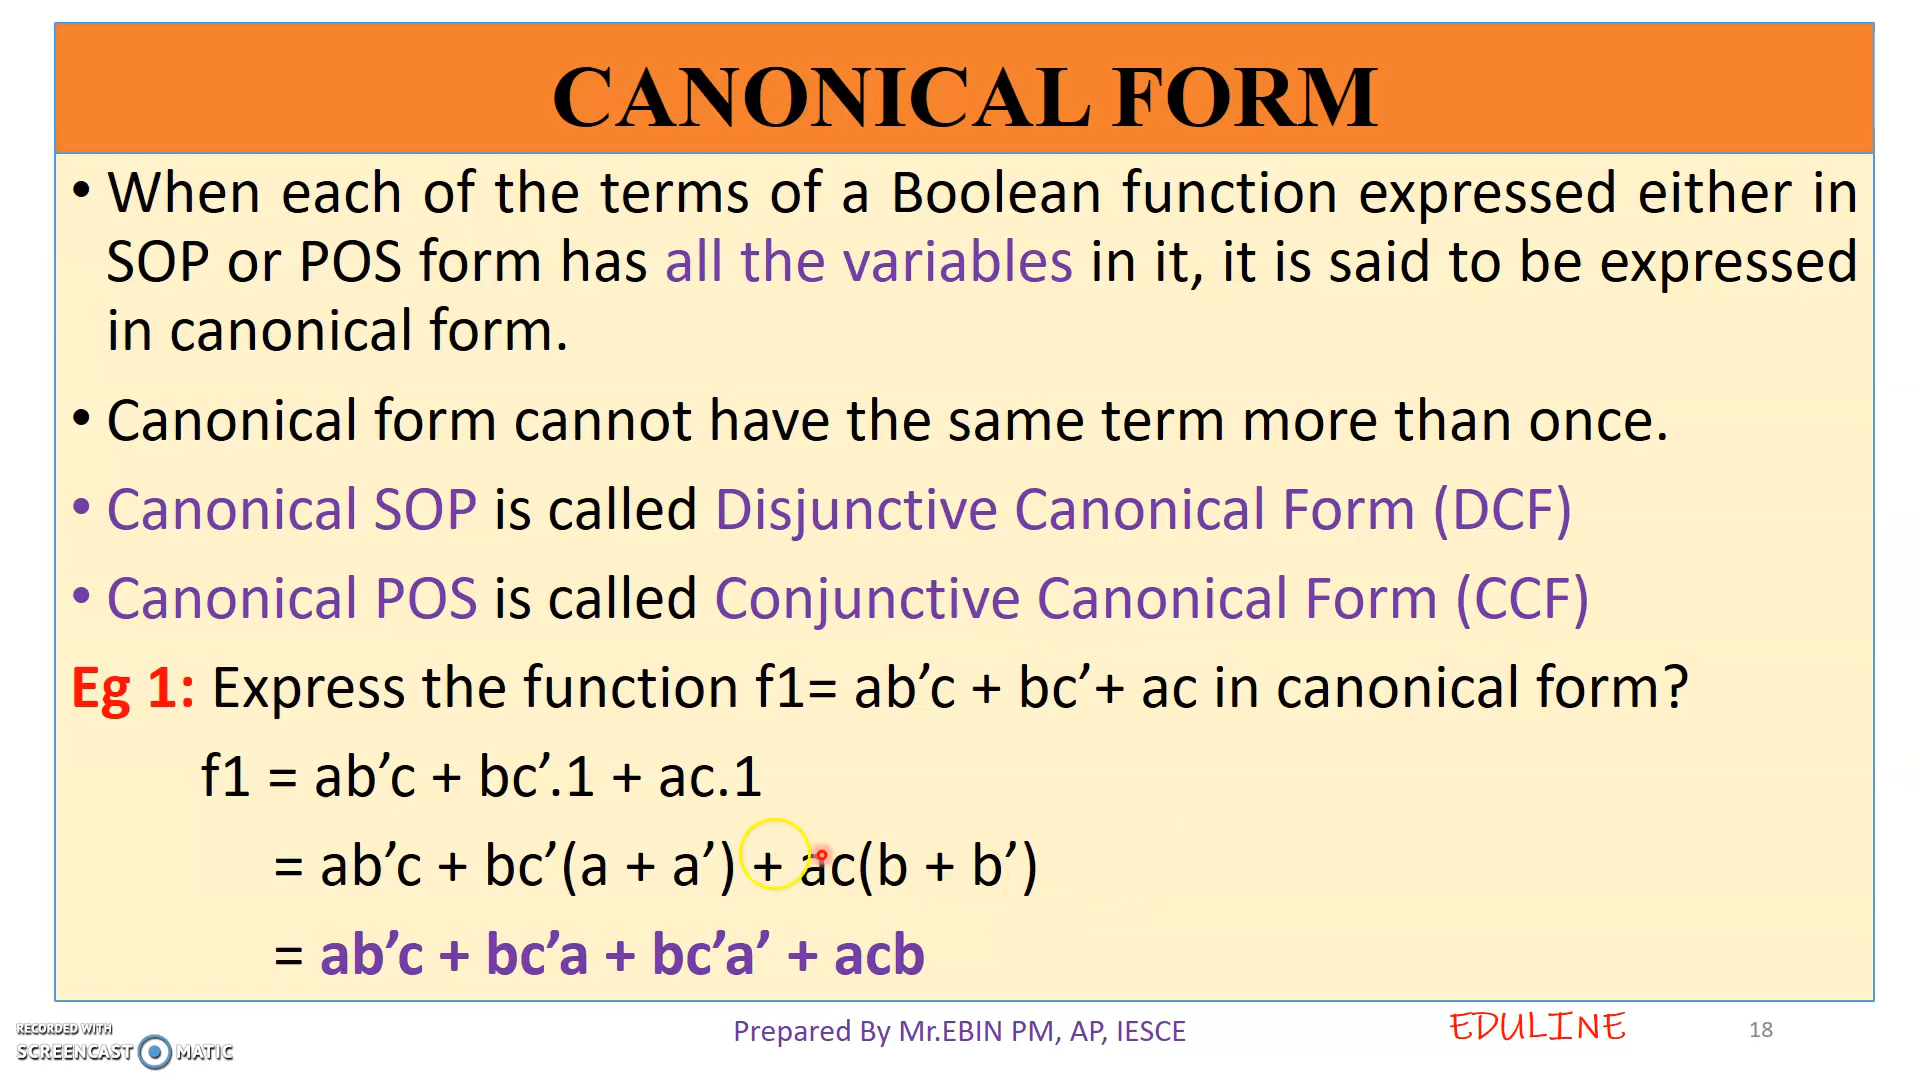 CANONICAL FORM
• When each of the terms of a Boolean function expressed either in
SOP or POS form has all the variables in it, it is said to be expressed
in canonical form.
• Canonical form cannot have the same term more than once.
• Canonical SOP is called Disjunctive Canonical Form (DCF)
• Canonical POS is called Conjunctive Canonical Form (CCF)
Eg 1: Express the function f1= ab’c + bc’+ ac in canonical form?
f1 = ab’c + bc’.1 + ac.1
= ab’c + bc’(a + a’) + ac(b + b’)
= ab’c + bc’a + bc’a’ + acb
RECORDED WITH
SCREENCAST MATIC
Prepared By Mr.EBIN PM, AP, IESCE
EDULINE
18